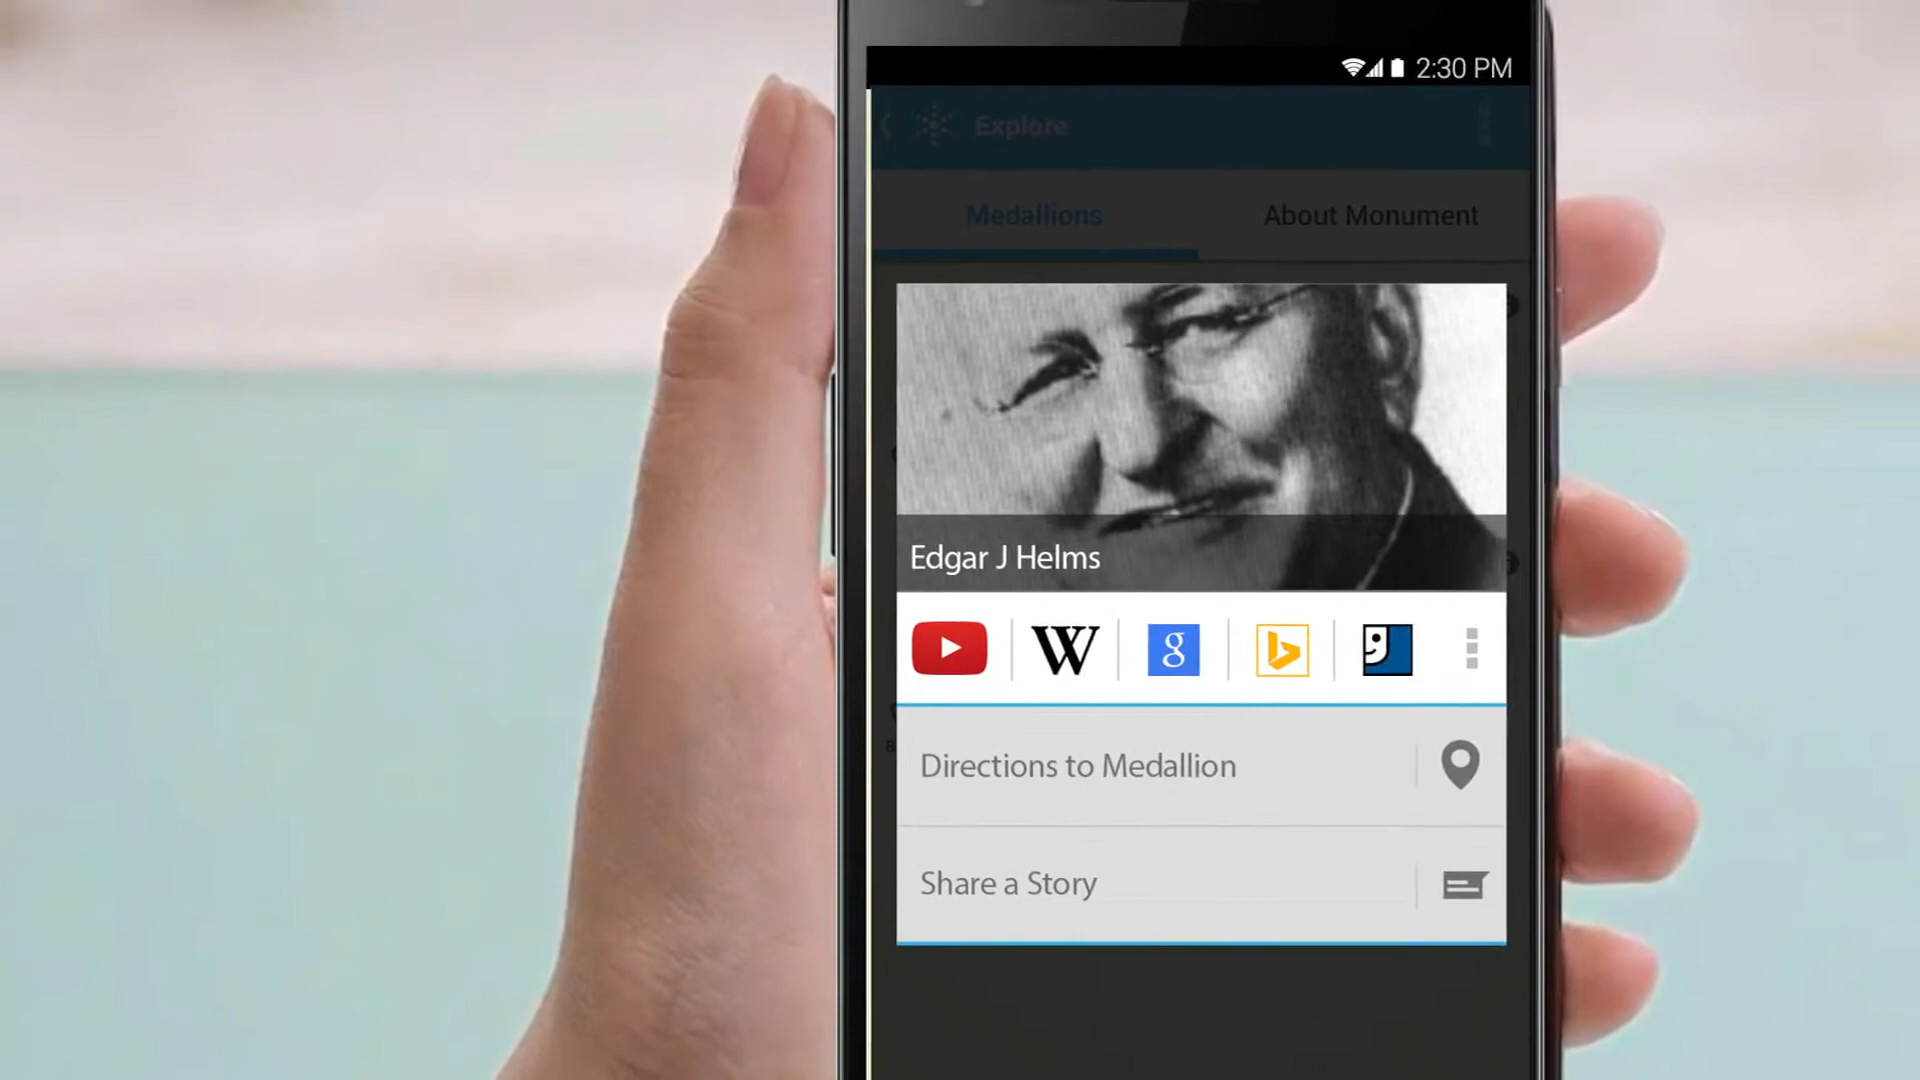 2:30 PM
Explore
Medallions
About Monument
Edgar J Helms
W
g
Directions to Medallion
Share a Story